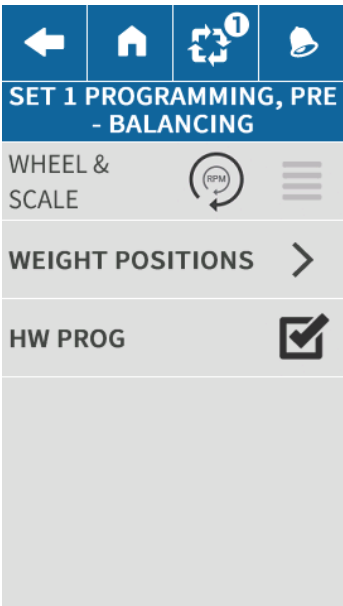 1
SET 1 PROGRAMMING, PRE
- BALANCING
WHEEL &
SCALE
RPM
WEIGHT POSITIONS
HW PROG